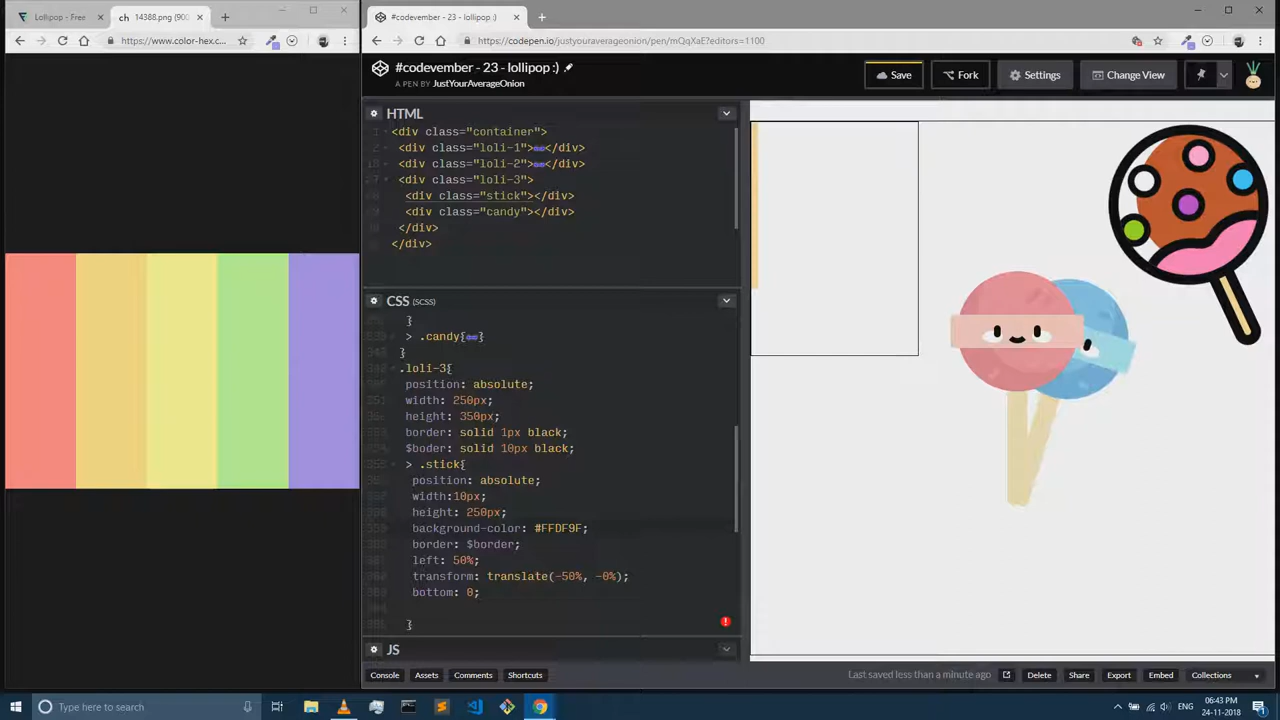 Lollipop - Free
14388.png (900
#codevember - 23 - lollipop :)
https://www.color-hex.c...
https://codepen.io/justyouraverageonion/pen/mQqXaE?editors=1100
#codevember - 23 - lollipop :)
A PEN BY JustYourAverageOnion
Save
Fork
Settings
Change View
HTML
<div class="container">
<div class="loli-1"></div>
<div class="loli-2"></div>
<div class="loli-3">
<div class="stick"></div>
<div class="candy"></div>
</div>
</div>
CSS (SCSS)
}
> .candy{}
}
.loli-3{
position: absolute;
width: 250px;
height: 350px;
border: solid 1px black;
$boder: solid 10px black;
> .stick{
position: absolute;
width:10px;
height: 250px;
background-color: #FFDF9F;
border: $border;
left: 50%;
transform: translate(-50%, -0%);
bottom: 0;
}
JS
Console
Assets
Comments
Shortcuts
Last saved less than a minute ago
Delete
Share
Export
Embed
Collections
Type here to search
ENG
06:43 PM
24-11-2018